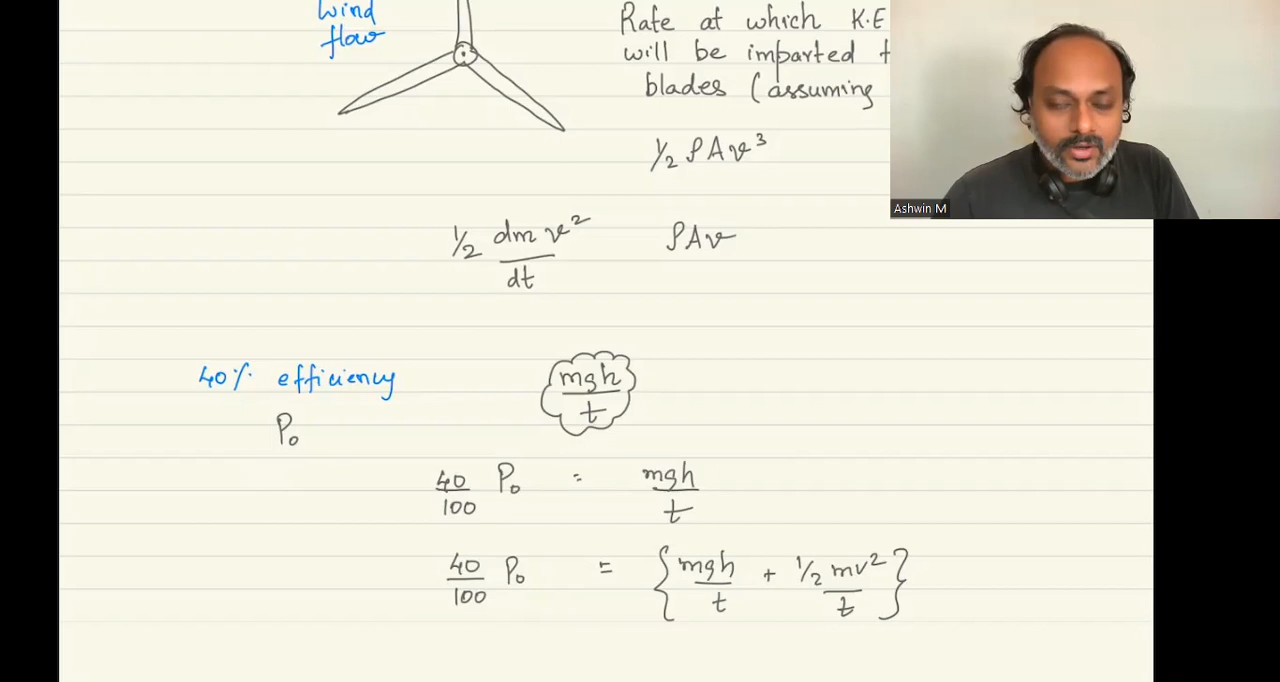 wind
flow
Rate at which K.E
will be imparted t
blades (assuming
1/2 ρAv³
1/2 dm v² / dt
ρAv
40% efficiency
mgh / t
P₀
40/100 P₀ = mgh / t
40/100 P₀ = { mgh / t + 1/2 mv² / t }
Ashwin M